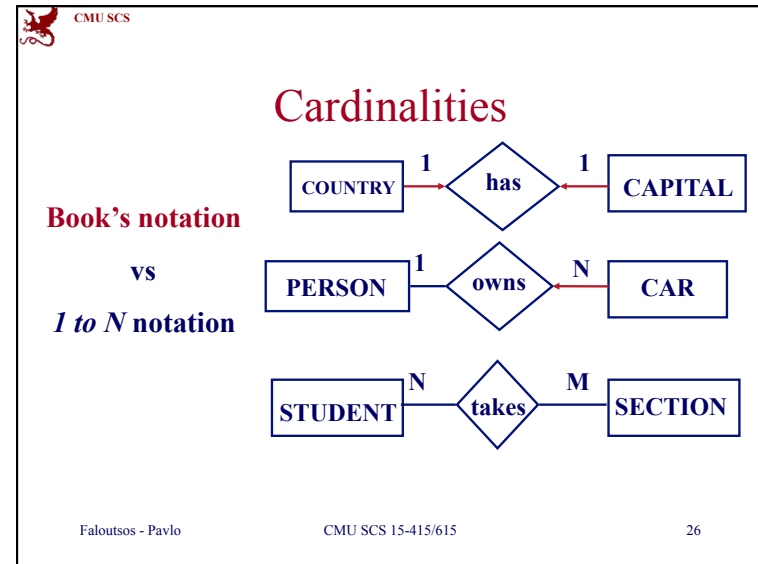 CMU SCS
Cardinalities
Book's notation
vs
1 to N notation
COUNTRY 1 has 1 CAPITAL
PERSON 1 owns N CAR
STUDENT N takes M SECTION
Faloutsos - Pavlo CMU SCS 15-415/615 26